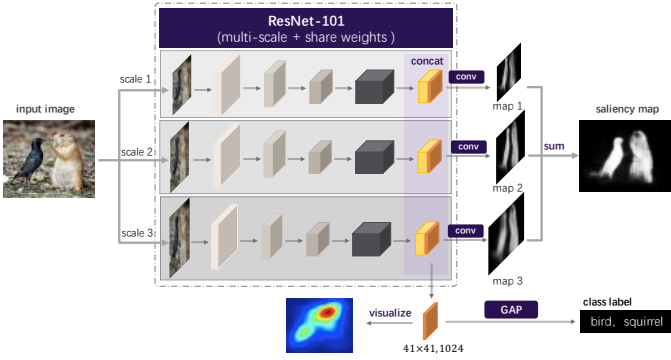 ResNet-101
(multi-scale + share weights )
concat
input image
scale 1
conv
map 1
saliency map
scale 2
conv
map 2
sum
scale 3
conv
map 3
visualize
41×41,1024
GAP
class label
bird, squirrel